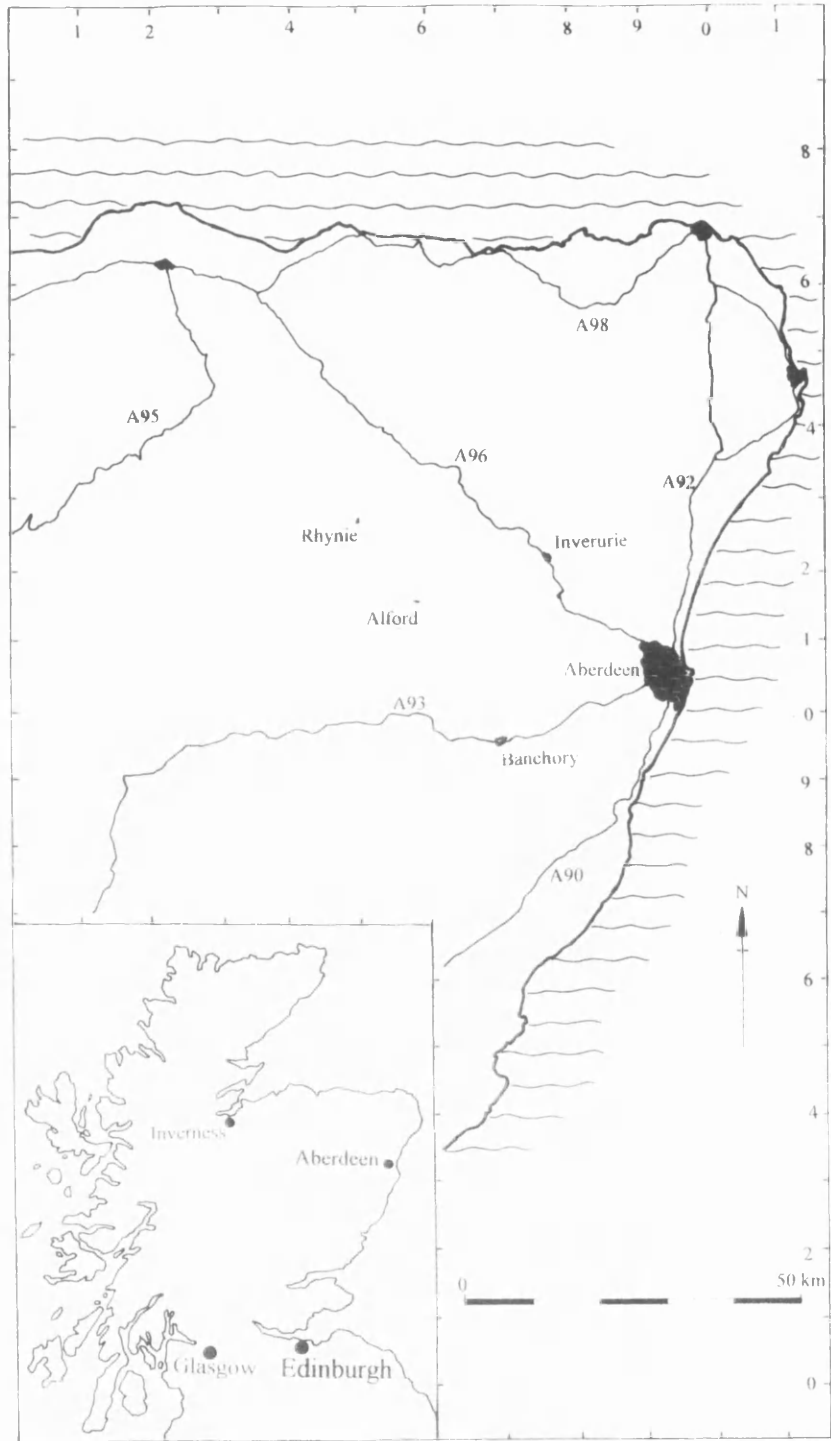 1 2 4 6 8 9 0 1
8
6
A98
4
A95
A96
A92
Rhynie
Inverurie
2
Alford
1
Aberdeen
A93
0
Banchory
9
8
A90
N
6
4
Inverness
Aberdeen
2
0 50 km
Glasgow
Edinburgh
0